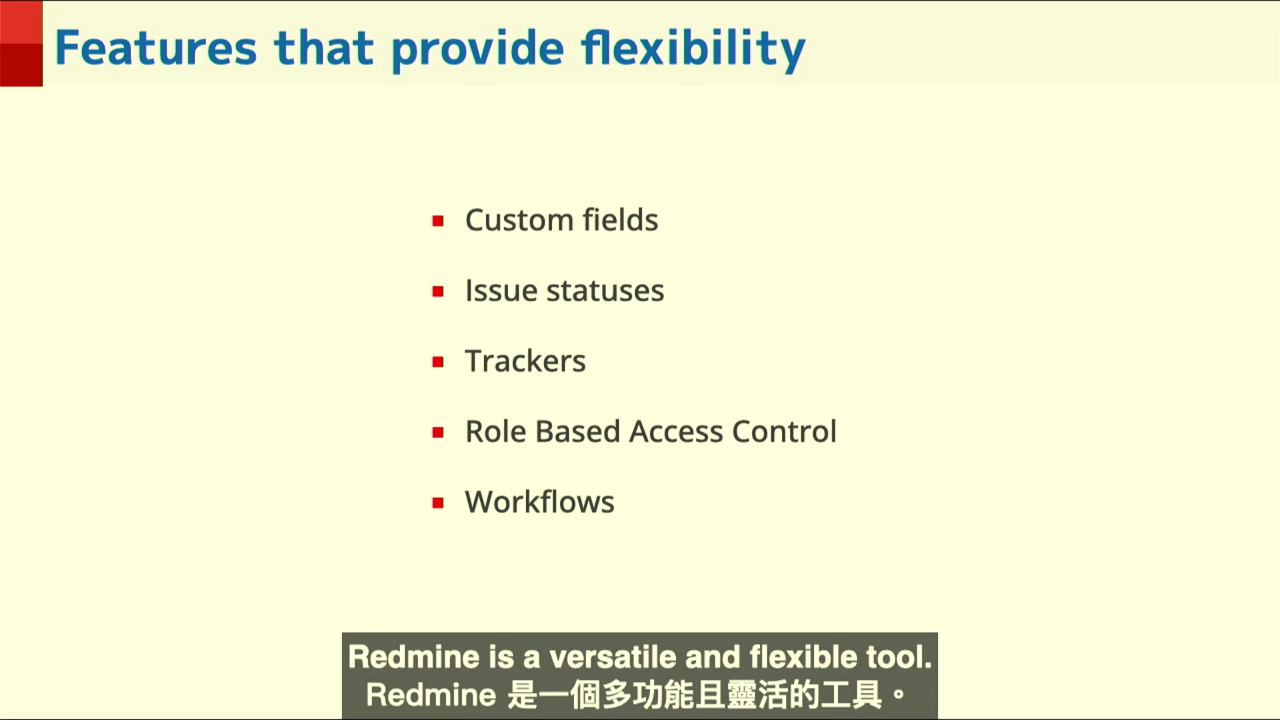 Features that provide flexibility
Custom fields
Issue statuses
Trackers
Role Based Access Control
Workflows
Redmine is a versatile and flexible tool.
Redmine 是一個多功能且靈活的工具。